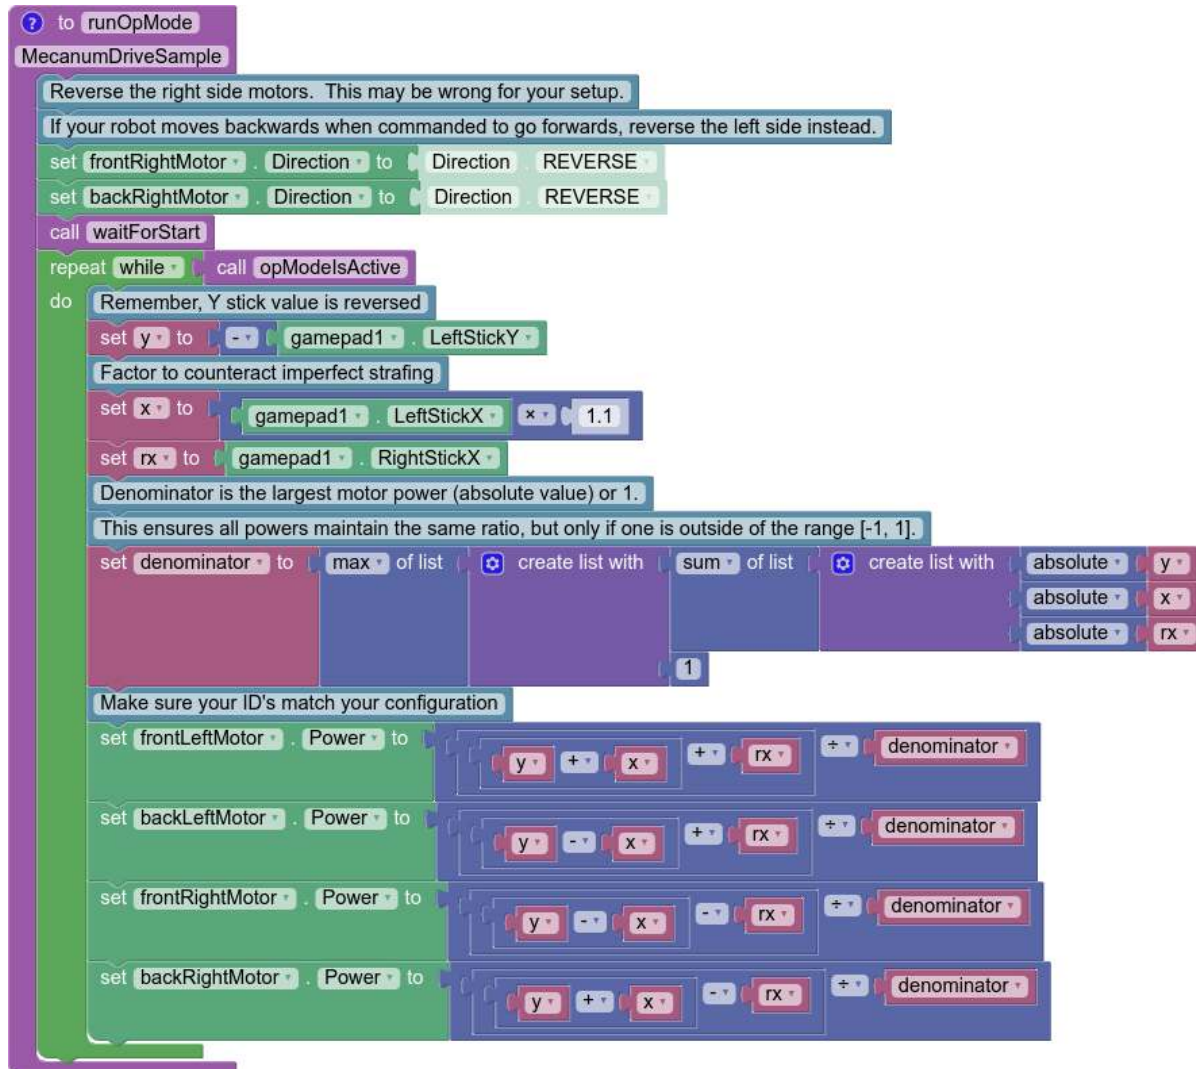 ? to runOpMode
MecanumDriveSample
Reverse the right side motors. This may be wrong for your setup.
If your robot moves backwards when commanded to go forwards, reverse the left side instead.
set frontRightMotor . Direction to Direction . REVERSE
set backRightMotor . Direction to Direction . REVERSE
call waitForStart
repeat while call opModeIsActive
do Remember, Y stick value is reversed
set y to - gamepad1 . LeftStickY
Factor to counteract imperfect strafing
set x to gamepad1 . LeftStickX × 1.1
set rx to gamepad1 . RightStickX
Denominator is the largest motor power (absolute value) or 1.
This ensures all powers maintain the same ratio, but only if one is outside of the range [-1, 1].
set denominator to max of list create list with sum of list create list with absolute y
absolute x
absolute rx
1
Make sure your ID's match your configuration
set frontLeftMotor . Power to y + x + rx ÷ denominator
set backLeftMotor . Power to y - x + rx ÷ denominator
set frontRightMotor . Power to y - x - rx ÷ denominator
set backRightMotor . Power to y + x - rx ÷ denominator